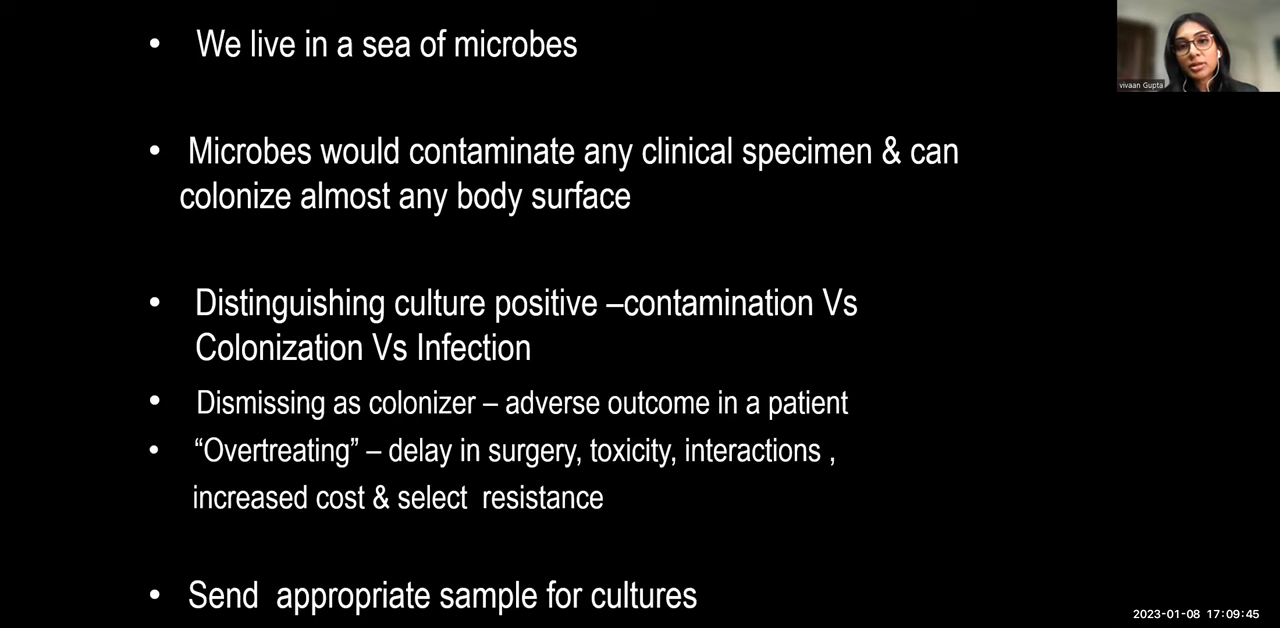 • We live in a sea of microbes
vivaan Gupta
• Microbes would contaminate any clinical specimen & can
colonize almost any body surface
• Distinguishing culture positive –contamination Vs
Colonization Vs Infection
• Dismissing as colonizer – adverse outcome in a patient
• “Overtreating” – delay in surgery, toxicity, interactions ,
increased cost & select  resistance
• Send  appropriate sample for cultures
2023-01-08 17:09:45